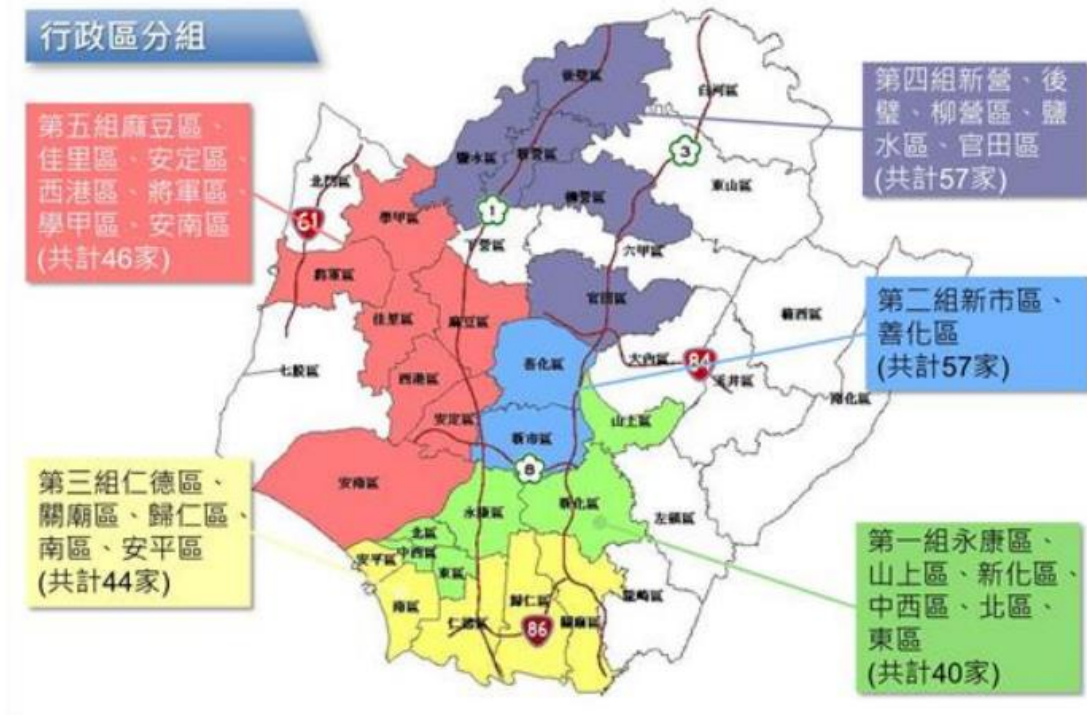 行政區分組
第五組麻豆區、
佳里區、安定區、
西港區、將軍區、
學甲區、安南區
(共計46家)
第四組新營、後
壁、柳營區、鹽
水區、官田區
(共計57家)
第二組新市區、
善化區
(共計57家)
第三組仁德區、
關廟區、歸仁區、
南區、安平區
(共計44家)
第一組永康區、
山上區、新化區、
中西區、北區、
東區
(共計40家)
後壁區
白河區
鹽水區
新營區
3
東山區
北門區
1
柳營區
學甲區
61
下營區
六甲區
將軍區
官田區
楠西區
佳里區
麻豆區
七股區
善化區
大內區
84
玉井區
西港區
南化區
安定區
山上區
新市區
8
安南區
永康區
新化區
左鎮區
北區
中西區
安平區
東區
南區
仁德區
歸仁區
86
關廟區
龍崎區